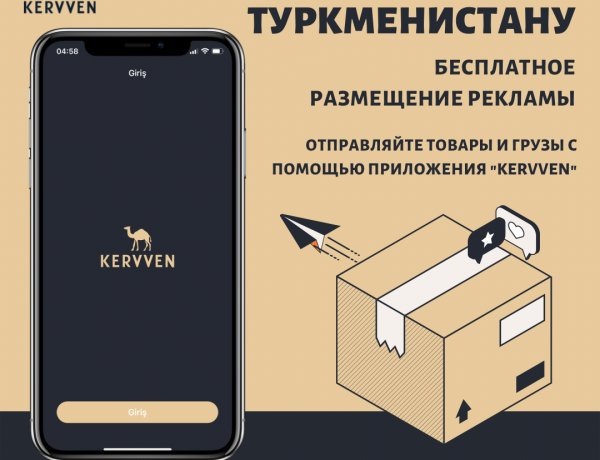 KERVVEN
ТУРКМЕНИСТАНУ
БЕСПЛАТНОЕ
РАЗМЕЩЕНИЕ РЕКЛАМЫ
ОТПРАВЛЯЙТЕ ТОВАРЫ И ГРУЗЫ С
ПОМОЩЬЮ ПРИЛОЖЕНИЯ "KERVVEN"
04:58
Giriş
KERVVEN
Giriş